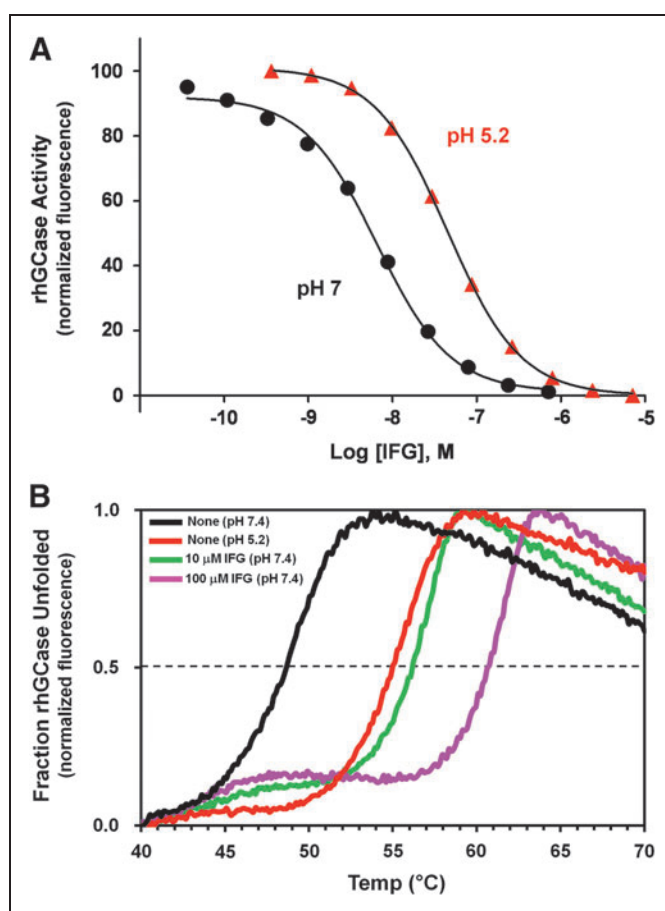 A
100
80
60
40
20
0
rhGCase Activity
(normalized fluorescence)
pH 5.2
pH 7
-10 -9 -8 -7 -6 -5
Log [IFG], M
B
1.0
0.5
0.0
Fraction rhGCase Unfolded
(normalized fluorescence)
None (pH 7.4)
None (pH 5.2)
10 μM IFG (pH 7.4)
100 μM IFG (pH 7.4)
40 45 50 55 60 65 70
Temp (°C)